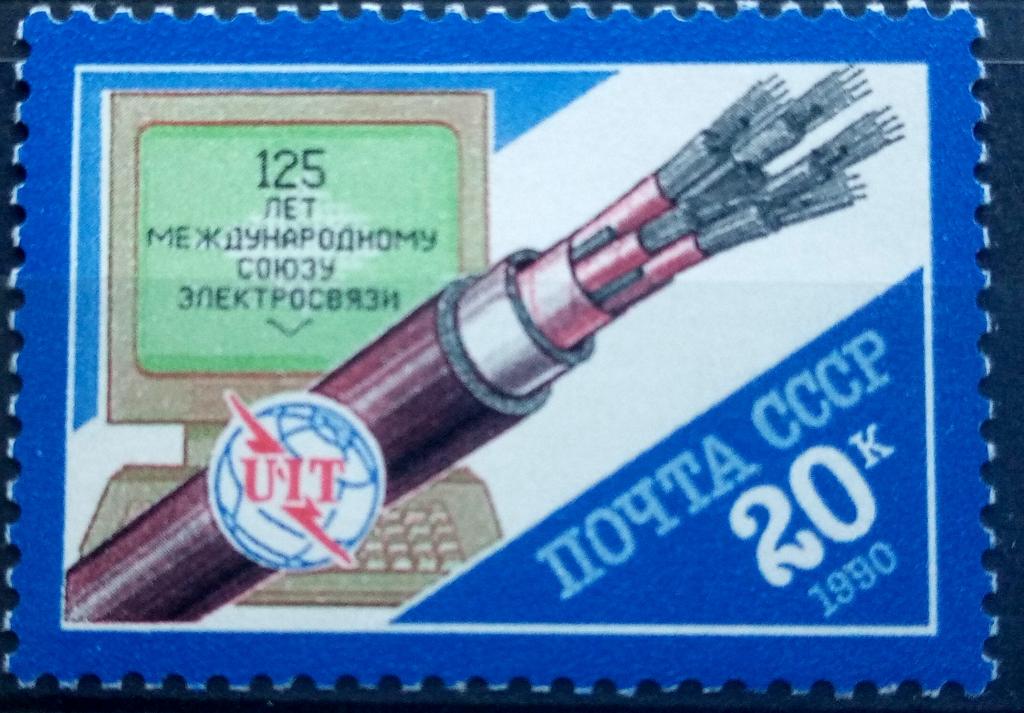 125
ЛЕТ
МЕЖДУНАРОДНОМУ
СОЮЗУ
ЭЛЕКТРОСВЯЗИ
UIT
ПОЧТА СССР
20к
1990